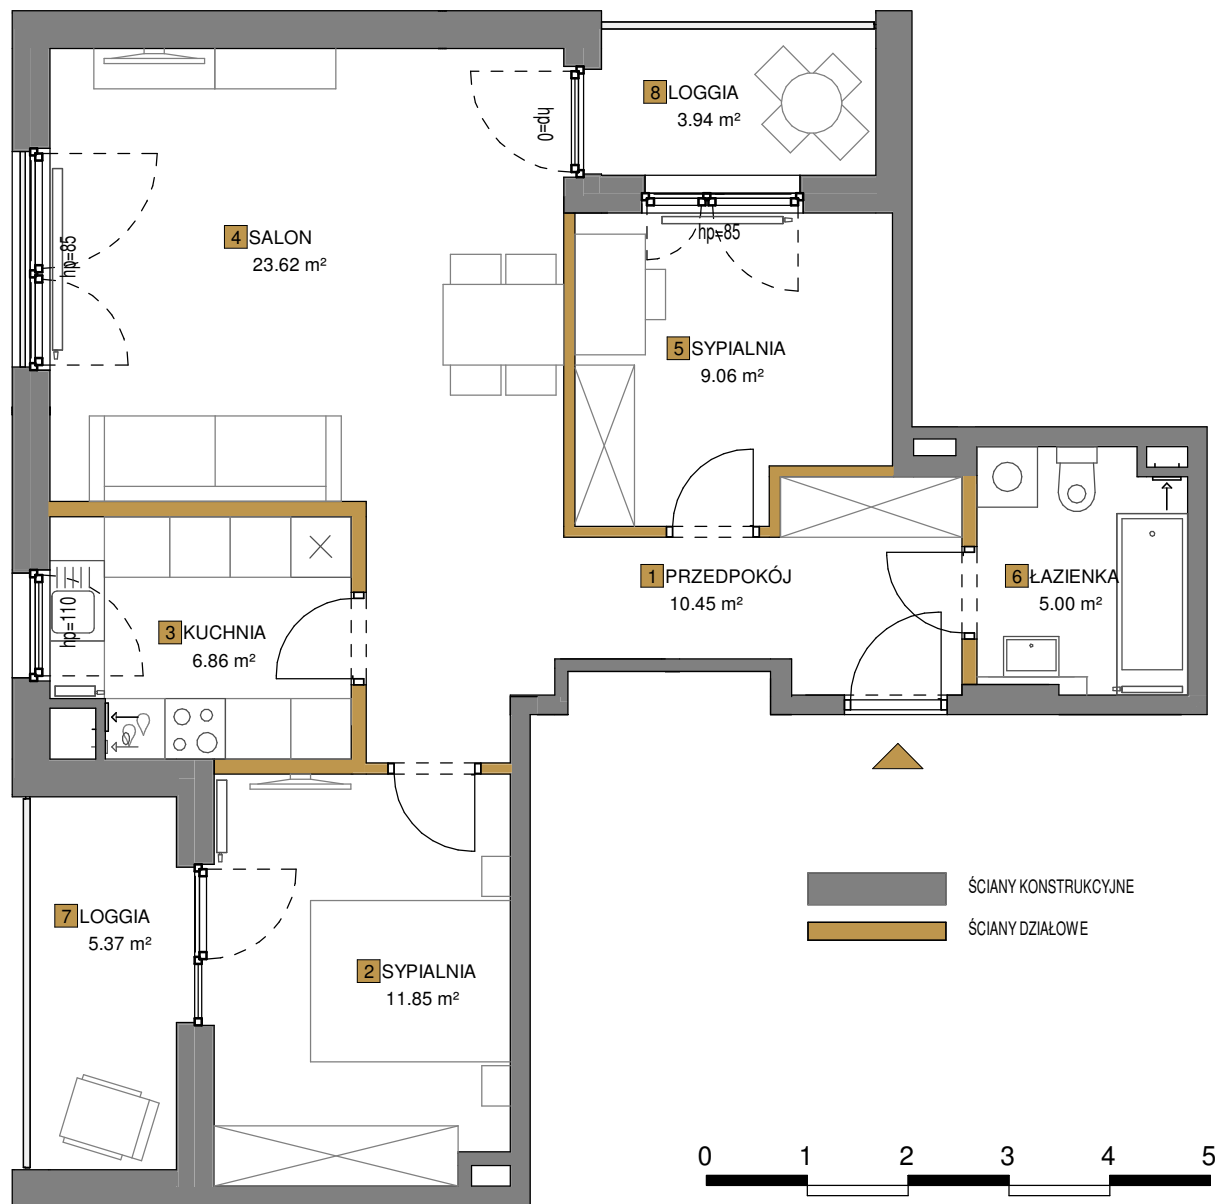 8 LOGGIA
3.94 m²
hp=0
4 SALON
23.62 m²
hp=85
hp=85
5 SYPIALNIA
9.06 m²
1 PRZEDPOKÓJ
10.45 m²
6 ŁAZIENKA
5.00 m²
3 KUCHNIA
6.86 m²
hp=110
7 LOGGIA
5.37 m²
2 SYPIALNIA
11.85 m²
ŚCIANY KONSTRUKCYJNE
ŚCIANY DZIAŁOWE
0 1 2 3 4 5